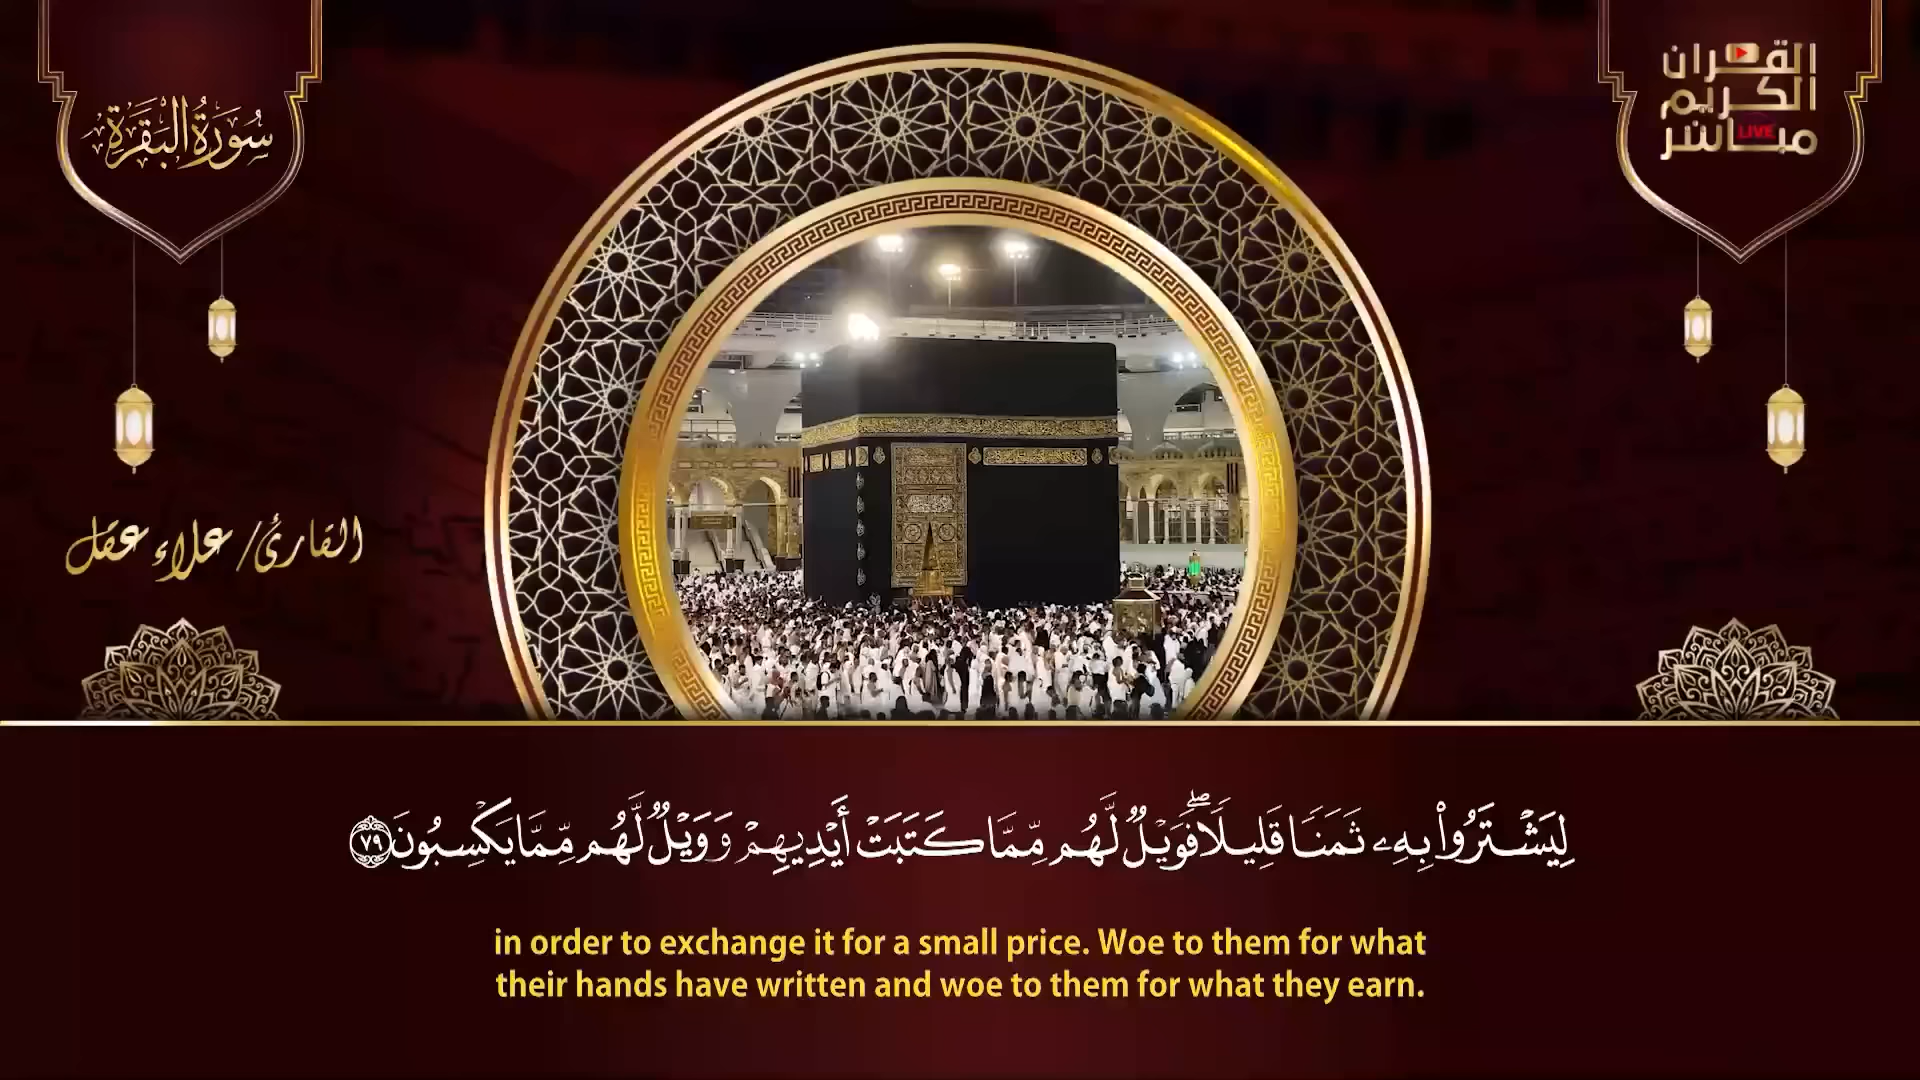 سُورَةُ البَقَرَةِ
القران
الكريم
مباشر
LIVE
القارئ/ علاء عقل
لِيَشْتَرُوا۟ بِهِۦ ثَمَنًا قَلِيلًا ۖ فَوَيْلٌ لَّهُم مِّمَّا كَتَبَتْ أَيْدِيهِمْ وَوَيْلٌ لَّهُم مِّمَّا يَكْسِبُونَ ٧٩
in order to exchange it for a small price. Woe to them for what
their hands have written and woe to them for what they earn.